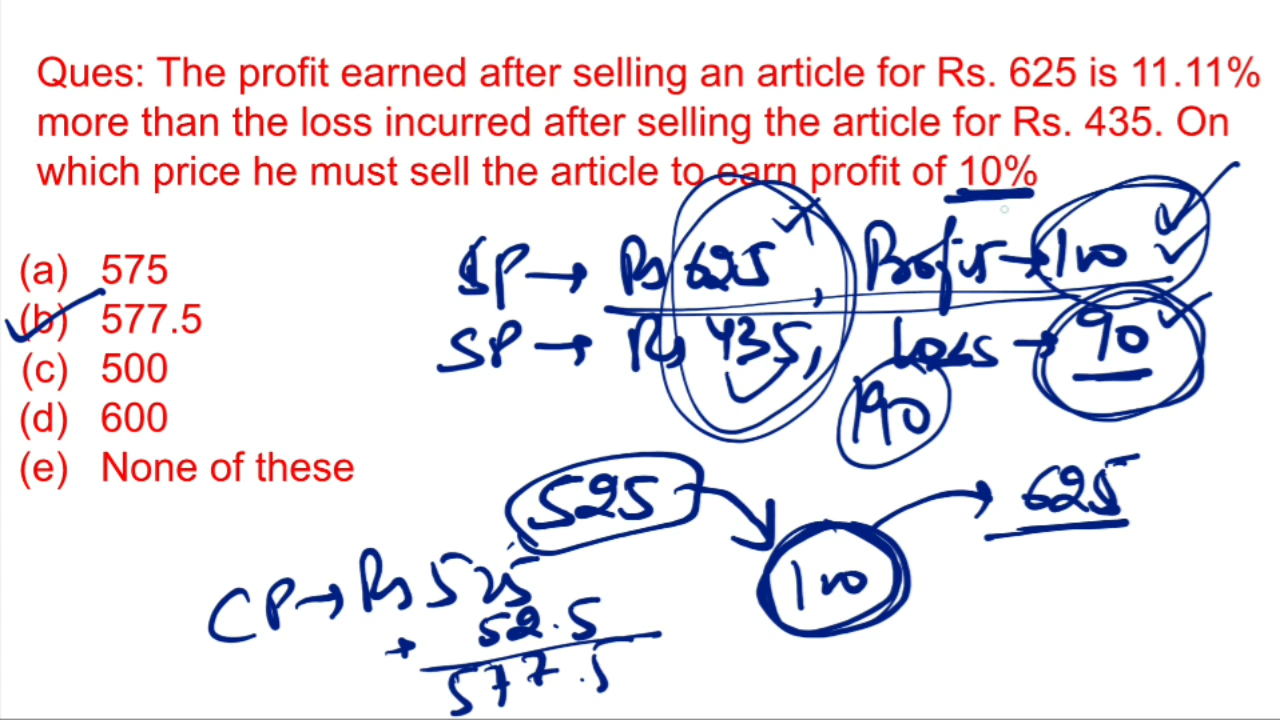 Ques: The profit earned after selling an article for Rs. 625 is 11.11%
more than the loss incurred after selling the article for Rs. 435. On
which price he must sell the article to earn profit of 10%
(a) 575
(b) 577.5
(c) 500
(d) 600
(e) None of these
SP → Rs 625, Profit → 100
SP → Rs 435, Loss → 90
190
525 100 625
CP → Rs 525
+ 52.5
577.5